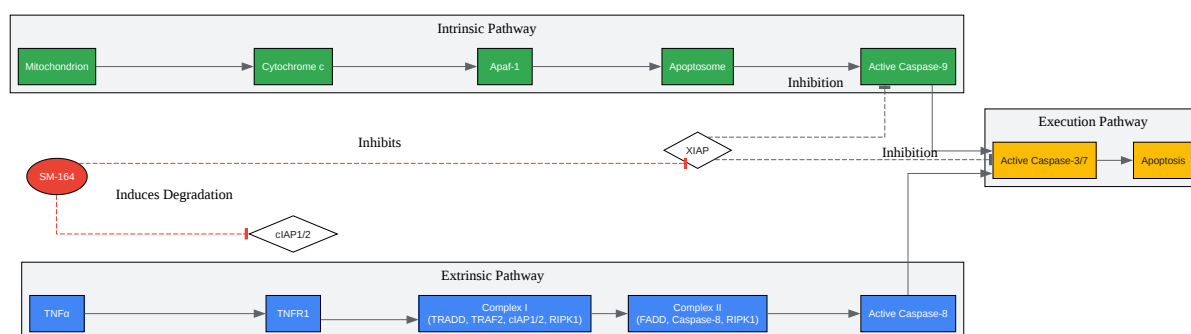 Intrinsic Pathway
Mitochondrion
Cytochrome c
Apaf-1
Apoptosome
Active Caspase-9
Inhibition
Execution Pathway
Inhibits
XIAP
Inhibition
Active Caspase-3/7
Apoptosis
SM-164
Induces Degradation
cIAP1/2
Extrinsic Pathway
TNFα
TNFR1
Complex I
(TRADD, TRAF2, cIAP1/2, RIPK1)
Complex II
(FADD, Caspase-8, RIPK1)
Active Caspase-8